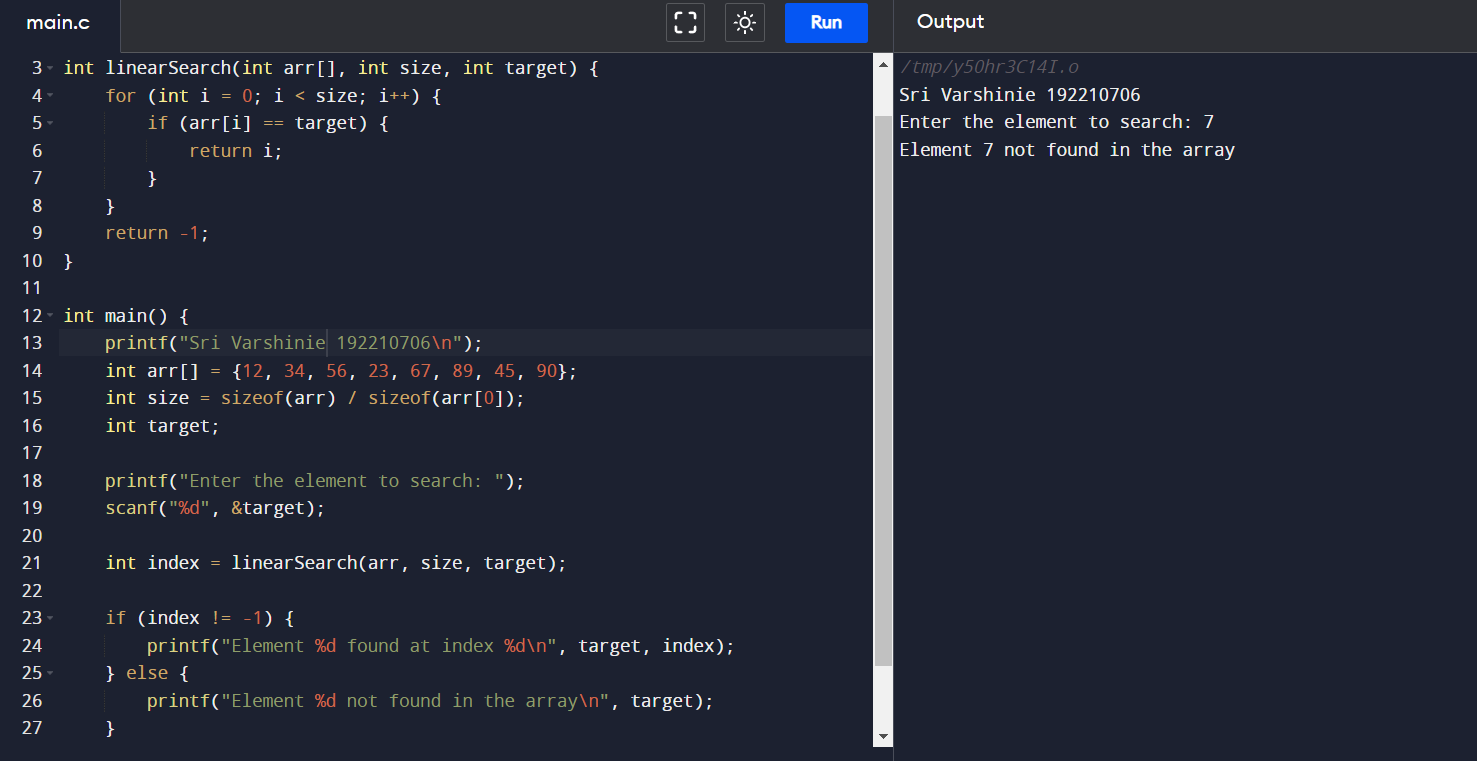 main.c
Run
Output
3 int linearSearch(int arr[], int size, int target) {
4     for (int i = 0; i < size; i++) {
5         if (arr[i] == target) {
6             return i;
7         }
8     }
9     return -1;
10 }
11
12 int main() {
13     printf("Sri Varshinie 192210706\n");
14     int arr[] = {12, 34, 56, 23, 67, 89, 45, 90};
15     int size = sizeof(arr) / sizeof(arr[0]);
16     int target;
17
18     printf("Enter the element to search: ");
19     scanf("%d", &target);
20
21     int index = linearSearch(arr, size, target);
22
23     if (index != -1) {
24         printf("Element %d found at index %d\n", target, index);
25     } else {
26         printf("Element %d not found in the array\n", target);
27     }
/tmp/y50hr3C14I.o
Sri Varshinie 192210706
Enter the element to search: 7
Element 7 not found in the array